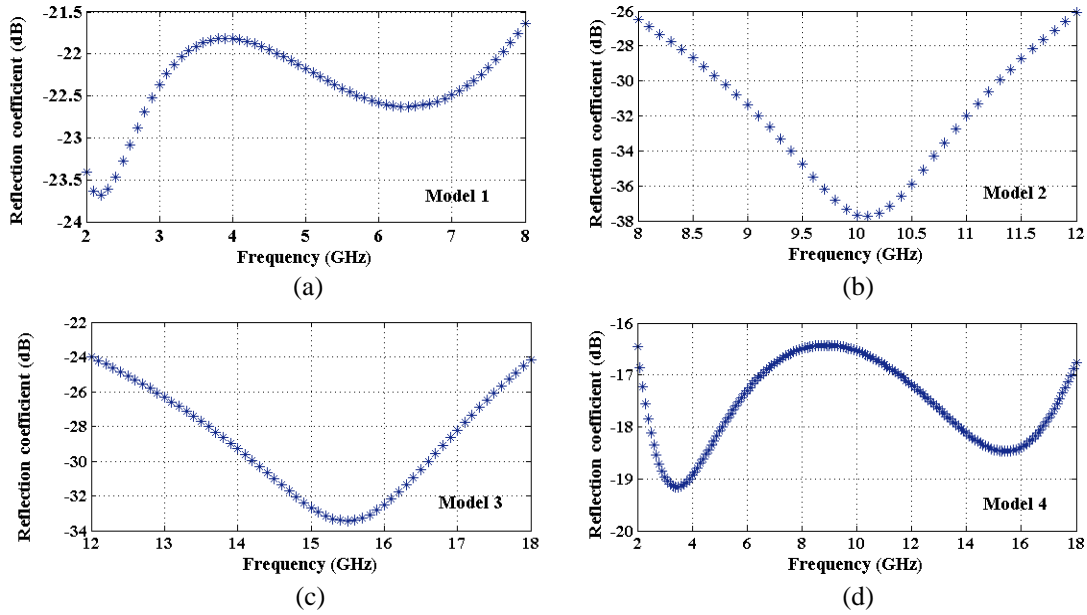 -21.5
-22
-22.5
-23
-23.5
-24
Reflection coefficient (dB)
Model 1
2 3 4 5 6 7 8
Frequency (GHz)
(a)
-26
-28
-30
-32
-34
-36
-38
Reflection coefficient (dB)
Model 2
8 8.5 9 9.5 10 10.5 11 11.5 12
Frequency (GHz)
(b)
-22
-24
-26
-28
-30
-32
-34
Reflection coefficient (dB)
Model 3
12 13 14 15 16 17 18
Frequency (GHz)
(c)
-16
-17
-18
-19
-20
Reflection coefficient (dB)
Model 4
2 4 6 8 10 12 14 16 18
Frequency (GHz)
(d)